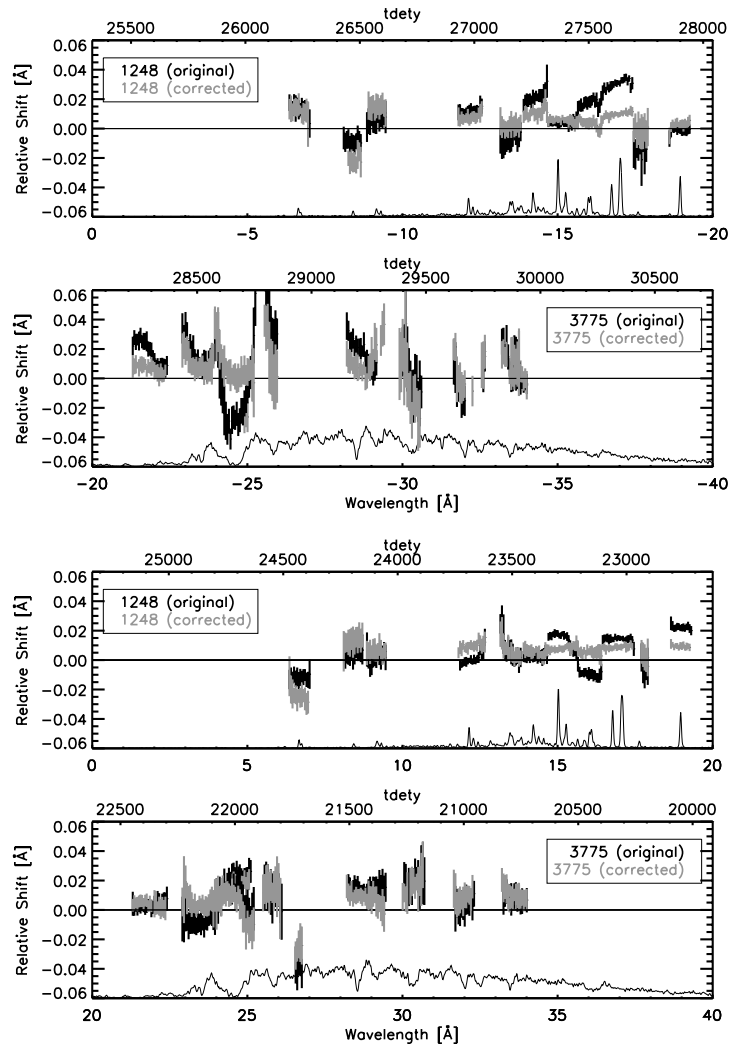 tdety
25500 26000 26500 27000 27500 28000
0.06
0.04
0.02
0.00
−0.02
−0.04
−0.06
Relative Shift [Å]
1248 (original)
1248 (corrected)
0 −5 −10 −15 −20
tdety
28500 29000 29500 30000 30500
0.06
0.04
0.02
0.00
−0.02
−0.04
−0.06
Relative Shift [Å]
3775 (original)
3775 (corrected)
−20 −25 −30 −35 −40
Wavelength [Å]
tdety
25000 24500 24000 23500 23000
0.06
0.04
0.02
0.00
−0.02
−0.04
−0.06
Relative Shift [Å]
1248 (original)
1248 (corrected)
0 5 10 15 20
tdety
22500 22000 21500 21000 20500 20000
0.06
0.04
0.02
0.00
−0.02
−0.04
−0.06
Relative Shift [Å]
3775 (original)
3775 (corrected)
20 25 30 35 40
Wavelength [Å]